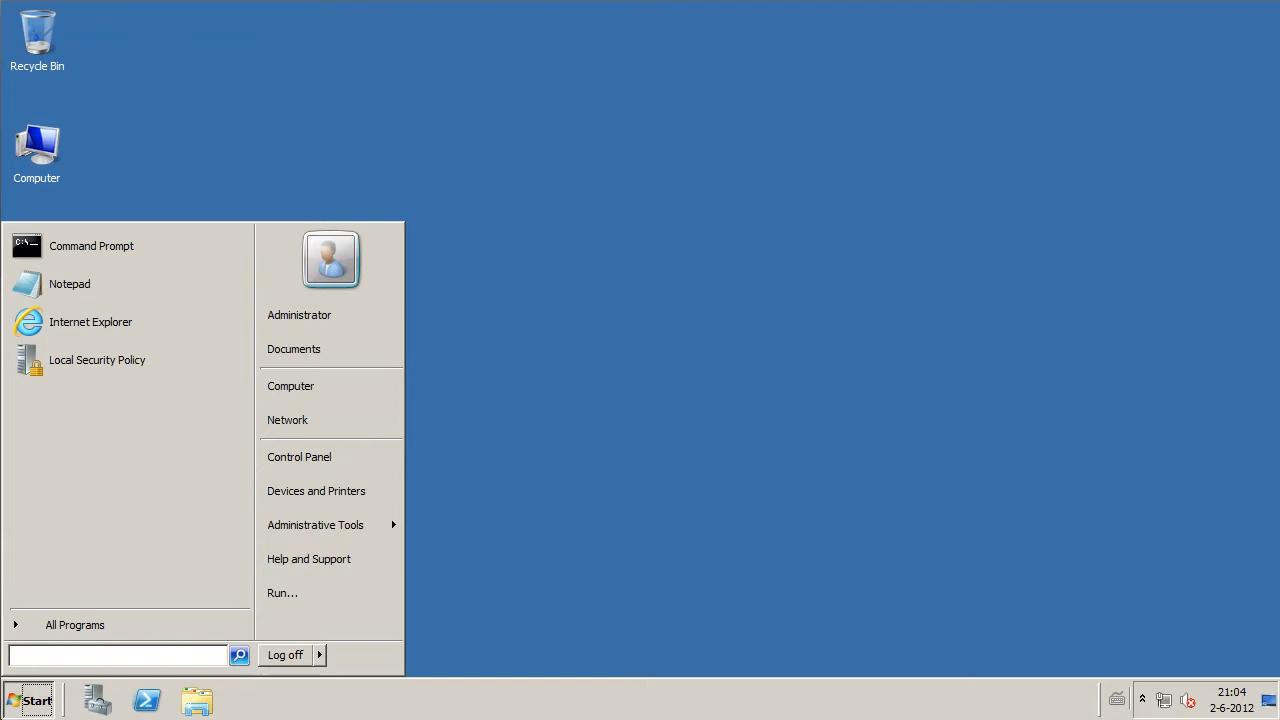 Recycle Bin
Computer
Command Prompt
Notepad
Internet Explorer
Local Security Policy
All Programs
Administrator
Documents
Computer
Network
Control Panel
Devices and Printers
Administrative Tools
Help and Support
Run...
Log off
Start
21:04
2-6-2012